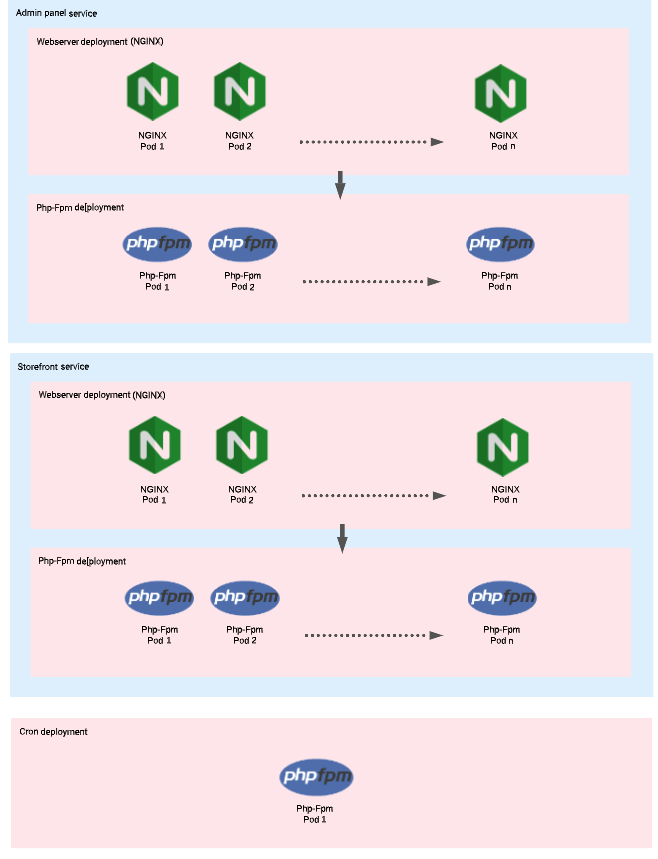 Admin panel service
Webserver deployment (NGINX)
NGINX
Pod 1
NGINX
Pod 2
NGINX
Pod n
Php-Fpm de[ployment
phpfpm
phpfpm
phpfpm
Php-Fpm
Pod 1
Php-Fpm
Pod 2
Php-Fpm
Pod n
Storefront service
Webserver deployment (NGINX)
NGINX
Pod 1
NGINX
Pod 2
NGINX
Pod n
Php-Fpm de[ployment
phpfpm
phpfpm
phpfpm
Php-Fpm
Pod 1
Php-Fpm
Pod 2
Php-Fpm
Pod n
Cron deployment
phpfpm
Php-Fpm
Pod 1